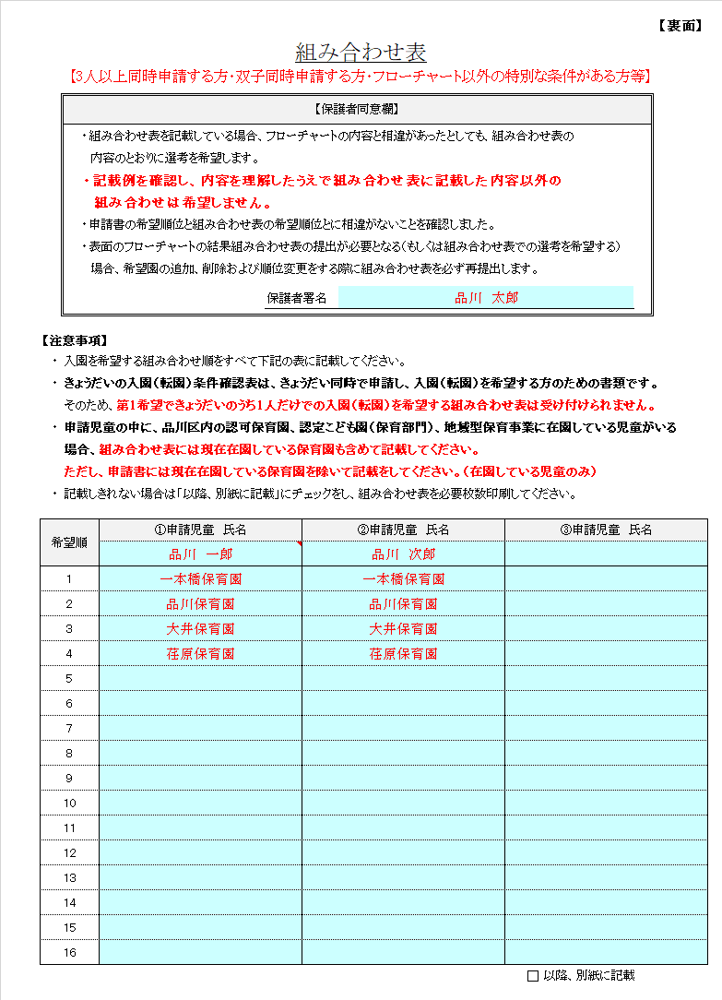 【裏面】
組み合わせ表
【3人以上同時申請する方・双子同時申請する方・フローチャート以外の特別な条件がある方等】
【保護者同意欄】
・組み合わせ表を記載している場合、フローチャートの内容と相違があったとしても、組み合わせ表の
内容のとおりに選考を希望します。
・記載例を確認し、内容を理解したうえで組み合わせ表に記載した内容以外の
組み合わせは希望しません。
・申請書の希望順位と組み合わせ表の希望順位とに相違がないことを確認しました。
・表面のフローチャートの結果組み合わせ表の提出が必要となる（もしくは組み合わせ表での選考を希望する）
場合、希望園の追加、削除および順位変更をする際に組み合わせ表を必ず再提出します。
保護者署名 品川 太郎
【注意事項】
・ 入園を希望する組み合わせ順をすべて下記の表に記載してください。
・ きょうだいの入園（転園）条件確認表は、きょうだい同時で申請し、入園（転園）を希望する方のための書類です。
そのため、第1希望できょうだいのうち1人だけでの入園（転園）を希望する組み合わせ表は受け付けられません。
・ 申請児童の中に、品川区内の認可保育園、認定こども園（保育部門）、地域型保育事業に在園している児童がいる
場合、組み合わせ表には現在在園している保育園も含めて記載してください。
ただし、申請書には現在在園している保育園を除いて記載をしてください。（在園している児童のみ）
・ 記載しきれない場合は「以降、別紙に記載」にチェックをし、組み合わせ表を必要枚数印刷してください。
希望順 ①申請児童 氏名 ②申請児童 氏名 ③申請児童 氏名
品川 一郎 品川 次郎
1 一本橋保育園 一本橋保育園
2 品川保育園 品川保育園
3 大井保育園 大井保育園
4 荏原保育園 荏原保育園
5
6
7
8
9
10
11
12
13
14
15
16
□ 以降、別紙に記載